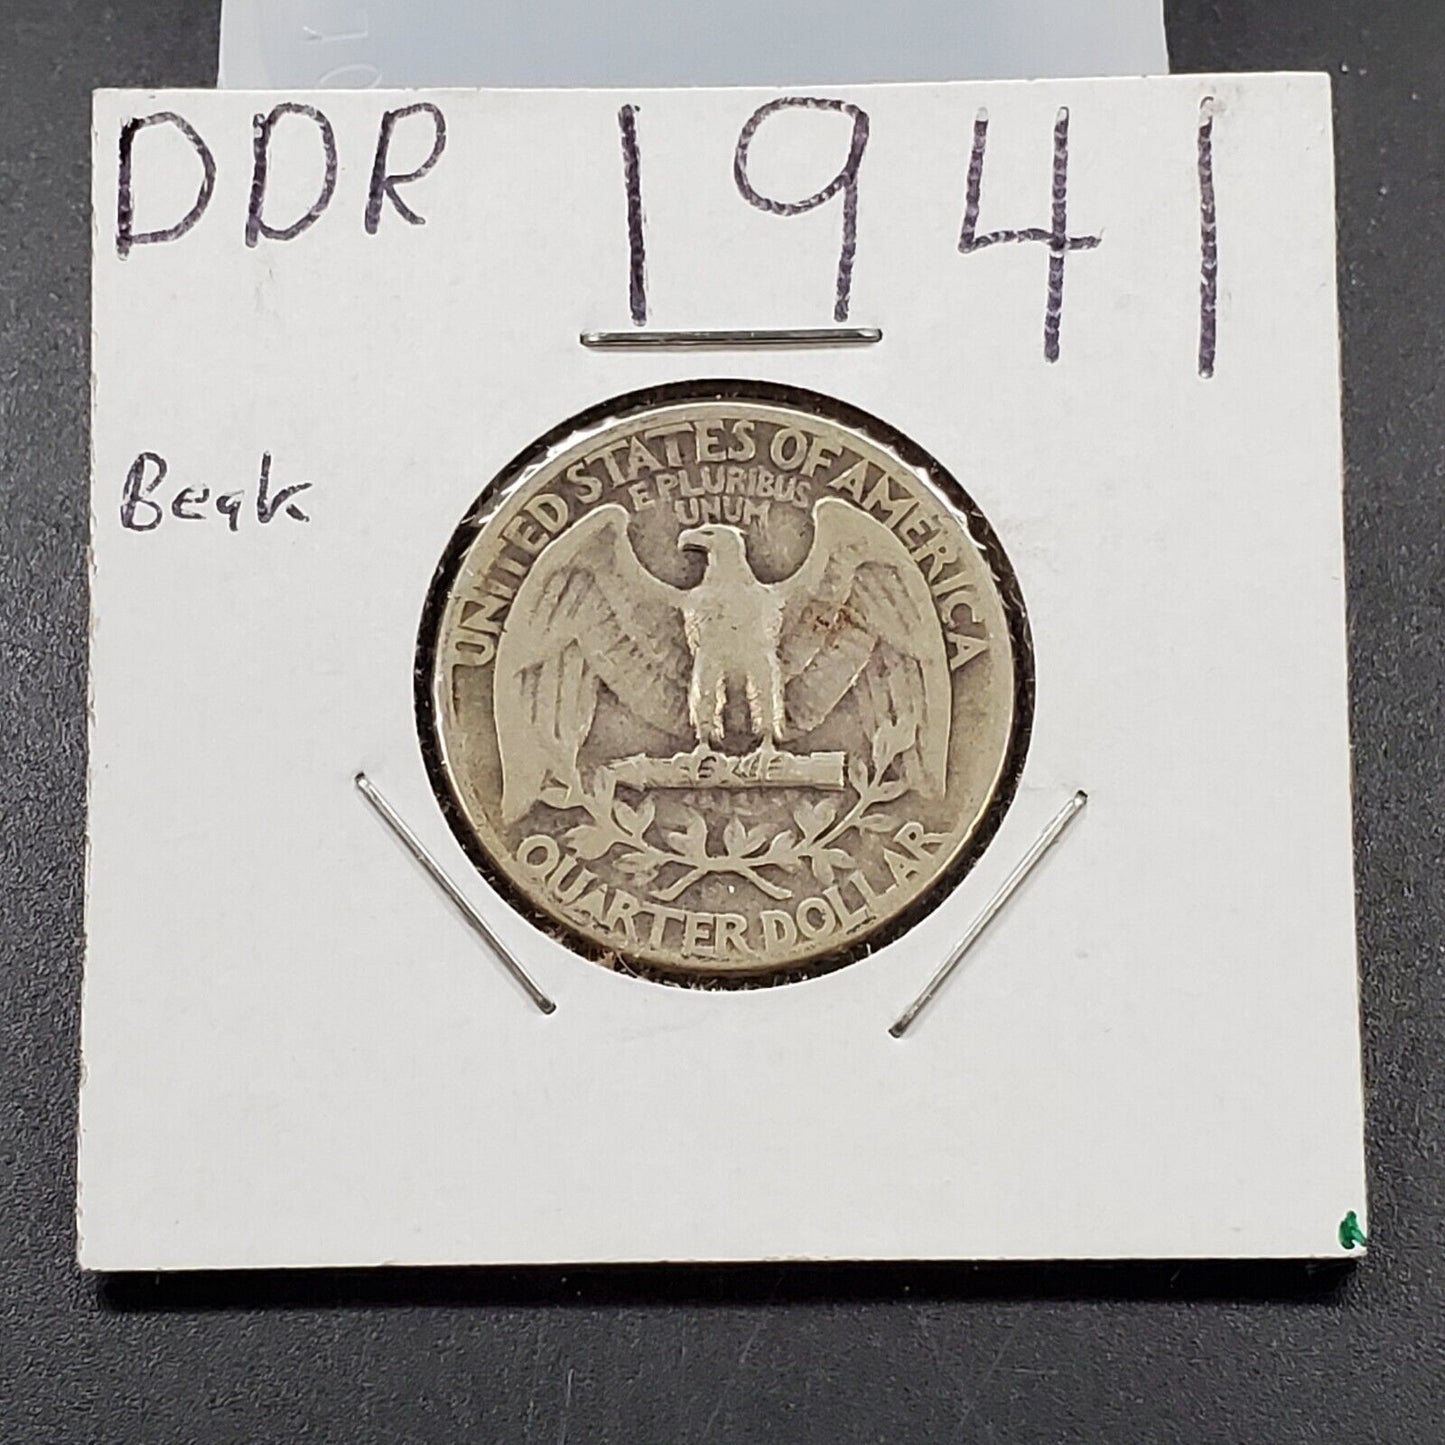 DDR 1941
Beak
UNITED STATES OF AMERICA
E PLURIBUS
UNUM
QUARTER DOLLAR